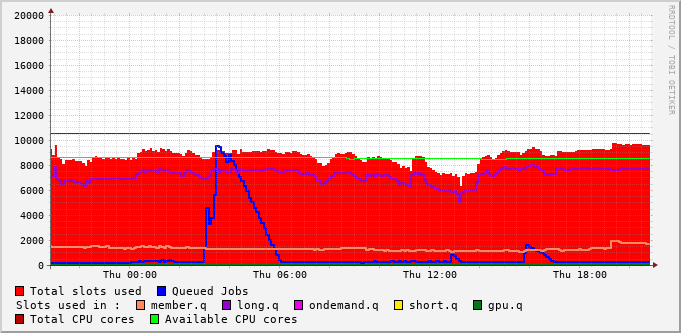 20000
18000
16000
14000
12000
10000
8000
6000
4000
2000
0
Thu 00:00 Thu 06:00 Thu 12:00 Thu 18:00
RRDTOOL / TOBI OETIKER
Total slots used Queued Jobs
Slots used in : member.q long.q ondemand.q short.q gpu.q
Total CPU cores Available CPU cores